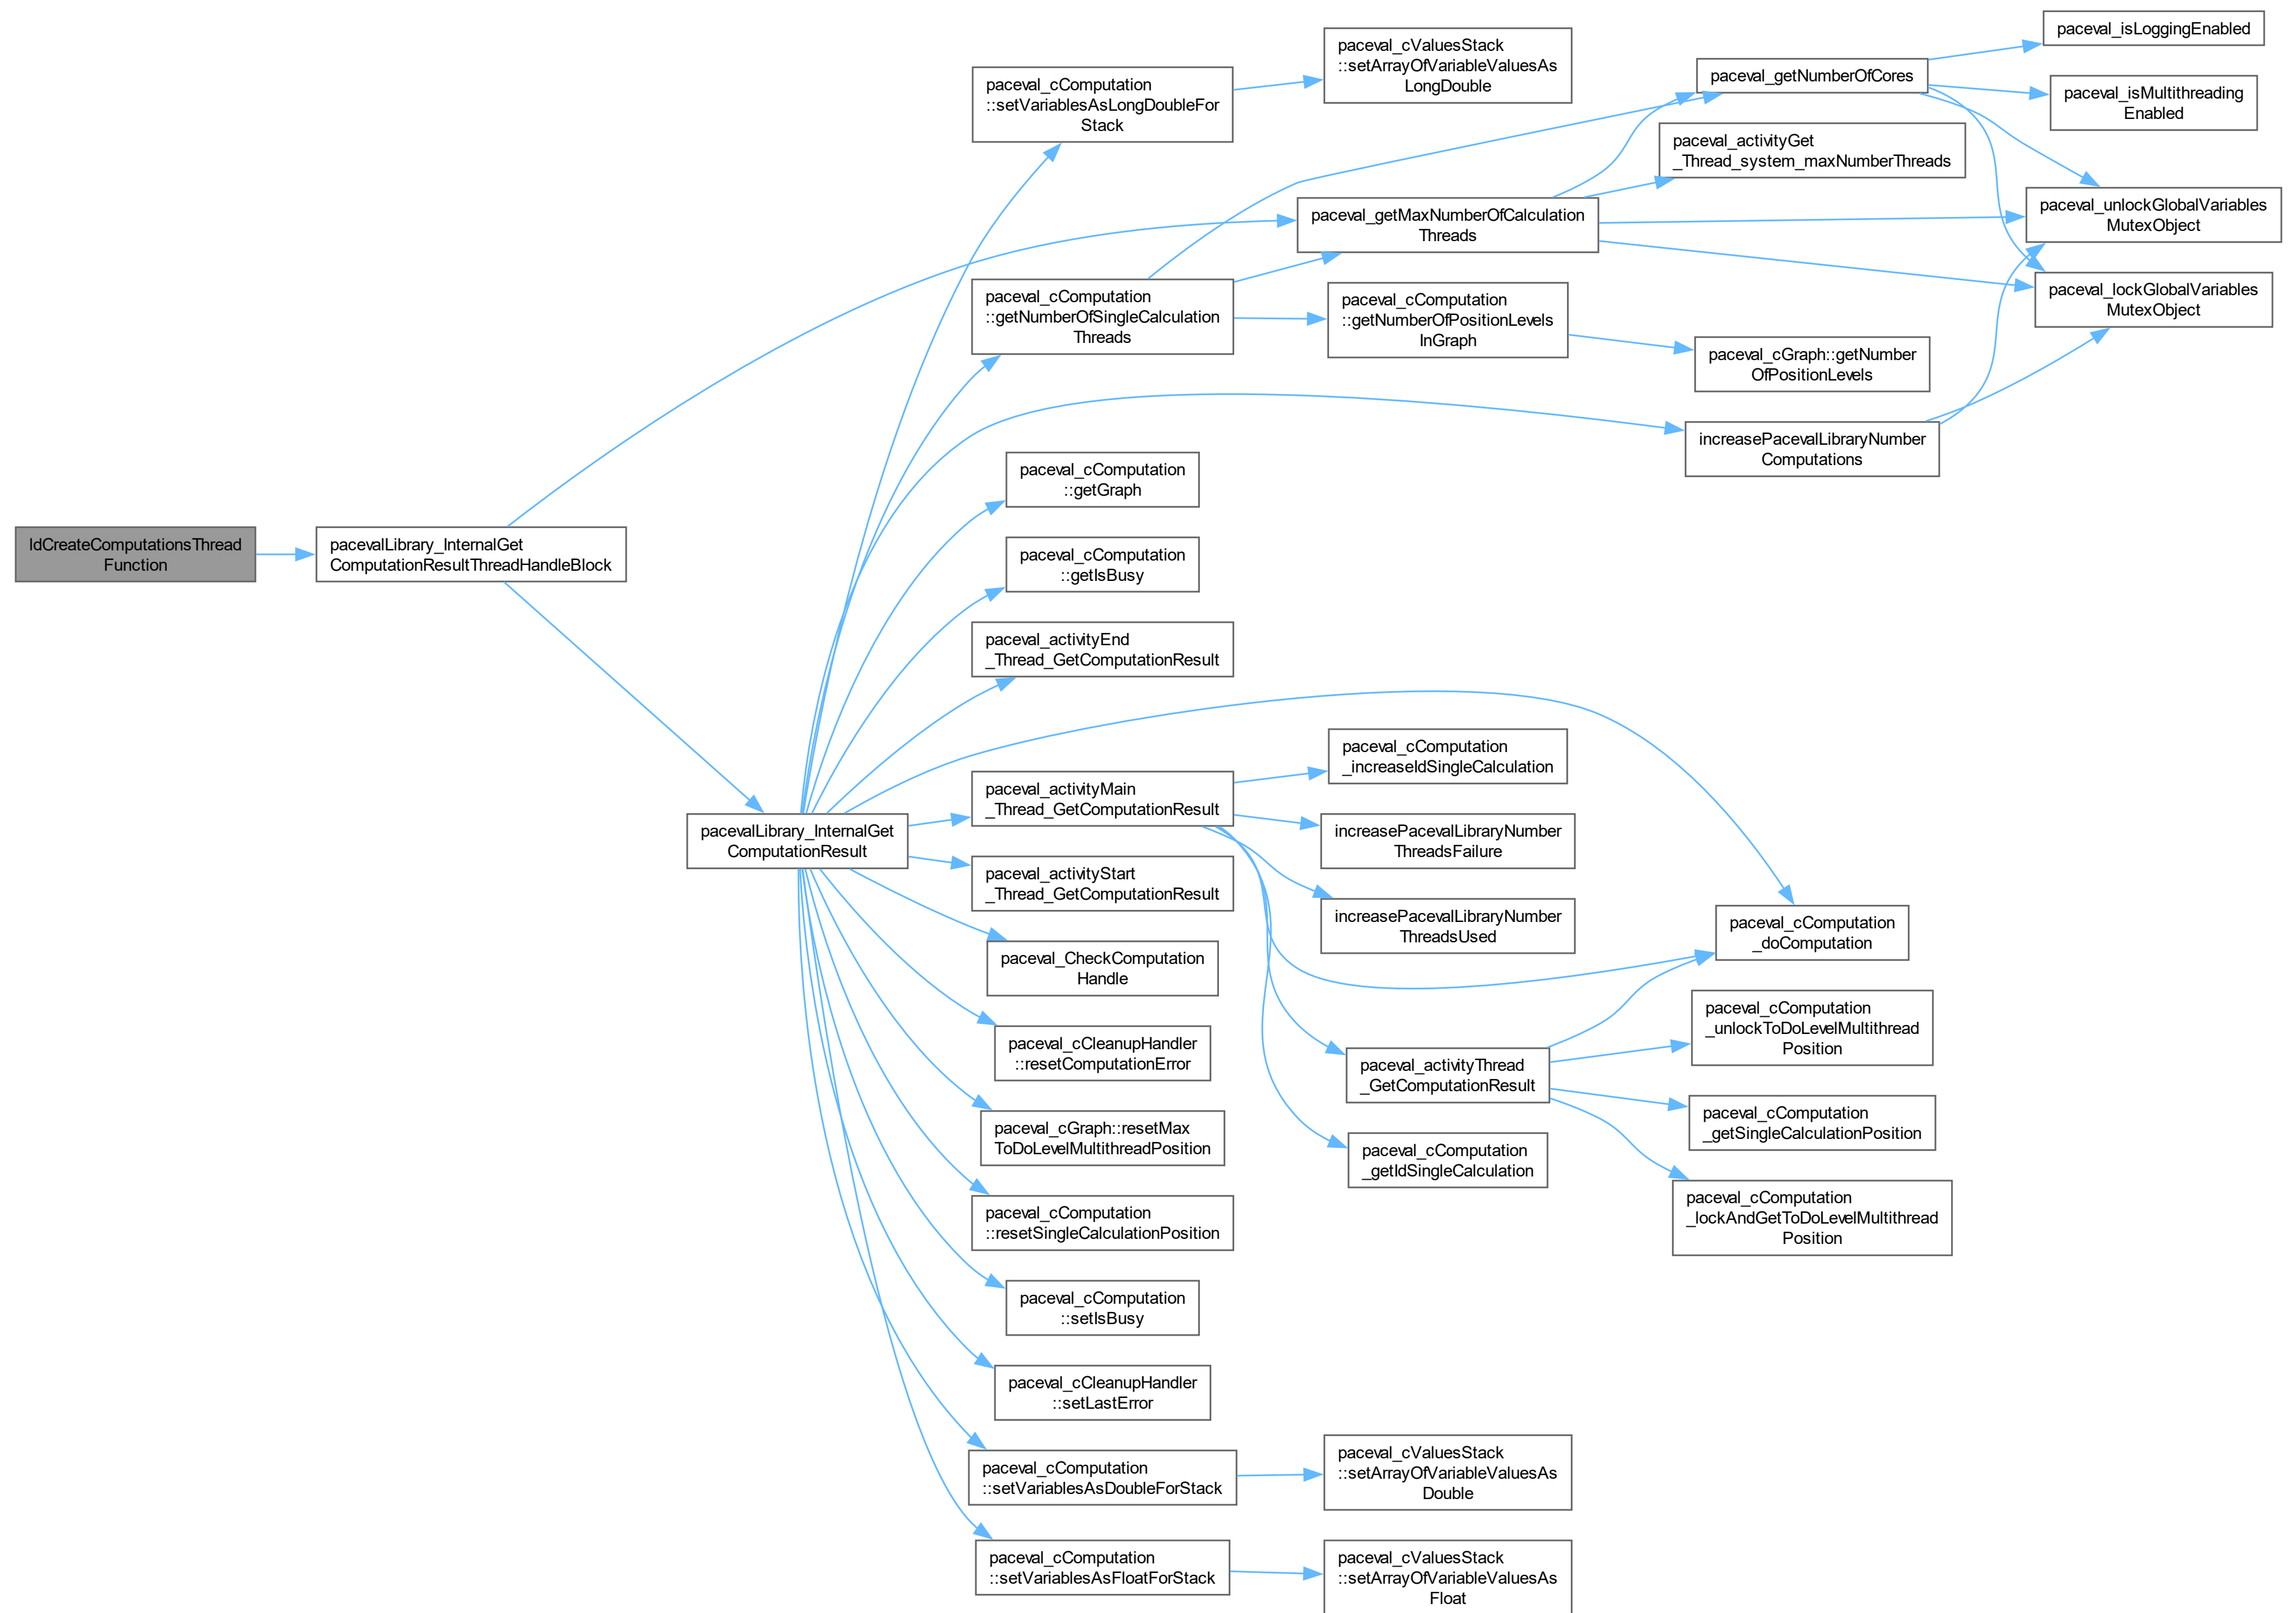 ldCreateComputationsThread
Function
pacevalLibrary_InternalGet
ComputationResultThreadHandleBlock
pacevalLibrary_InternalGet
ComputationResult
paceval_cComputation
::setVariablesAsLongDoubleFor
Stack
paceval_cComputation
::getNumberOfSingleCalculation
Threads
paceval_cComputation
::getGraph
paceval_cComputation
::getIsBusy
paceval_activityEnd
_Thread_GetComputationResult
paceval_activityMain
_Thread_GetComputationResult
paceval_activityStart
_Thread_GetComputationResult
paceval_CheckComputation
Handle
paceval_cCleanupHandler
::resetComputationError
paceval_cGraph::resetMax
ToDoLevelMultithreadPosition
paceval_cComputation
::resetSingleCalculationPosition
paceval_cComputation
::setIsBusy
paceval_cCleanupHandler
::setLastError
paceval_cComputation
::setVariablesAsDoubleForStack
paceval_cComputation
::setVariablesAsFloatForStack
paceval_cValuesStack
::setArrayOfVariableValuesAs
LongDouble
paceval_getMaxNumberOfCalculation
Threads
paceval_cComputation
::getNumberOfPositionLevels
InGraph
paceval_cComputation
_increaseIdSingleCalculation
increasePacevalLibraryNumber
ThreadsFailure
increasePacevalLibraryNumber
ThreadsUsed
paceval_activityThread
_GetComputationResult
paceval_cComputation
_getIdSingleCalculation
paceval_cValuesStack
::setArrayOfVariableValuesAs
Double
paceval_cValuesStack
::setArrayOfVariableValuesAs
Float
paceval_getNumberOfCores
paceval_activityGet
_Thread_system_maxNumberThreads
paceval_cGraph::getNumber
OfPositionLevels
increasePacevalLibraryNumber
Computations
paceval_cComputation
_doComputation
paceval_cComputation
_unlockToDoLevelMultithread
Position
paceval_cComputation
_getSingleCalculationPosition
paceval_cComputation
_lockAndGetToDoLevelMultithread
Position
paceval_isLoggingEnabled
paceval_isMultithreading
Enabled
paceval_unlockGlobalVariables
MutexObject
paceval_lockGlobalVariables
MutexObject